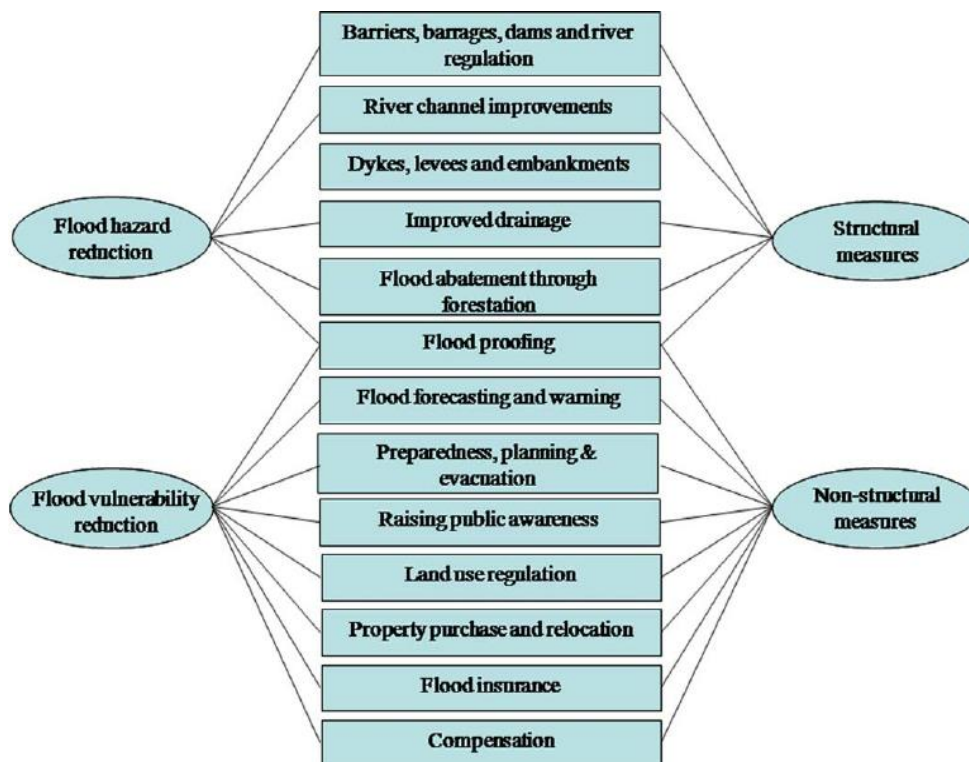 Barriers, barrages, dams and river
regulation
River channel improvements
Dykes, levees and embankments
Flood hazard
reduction
Improved drainage
Structural
measures
Flood abatement through
forestation
Flood proofing
Flood forecasting and warning
Preparedness, planning &
evacuation
Flood vulnerability
reduction
Non-structural
measures
Raising public awareness
Land use regulation
Property purchase and relocation
Flood insurance
Compensation